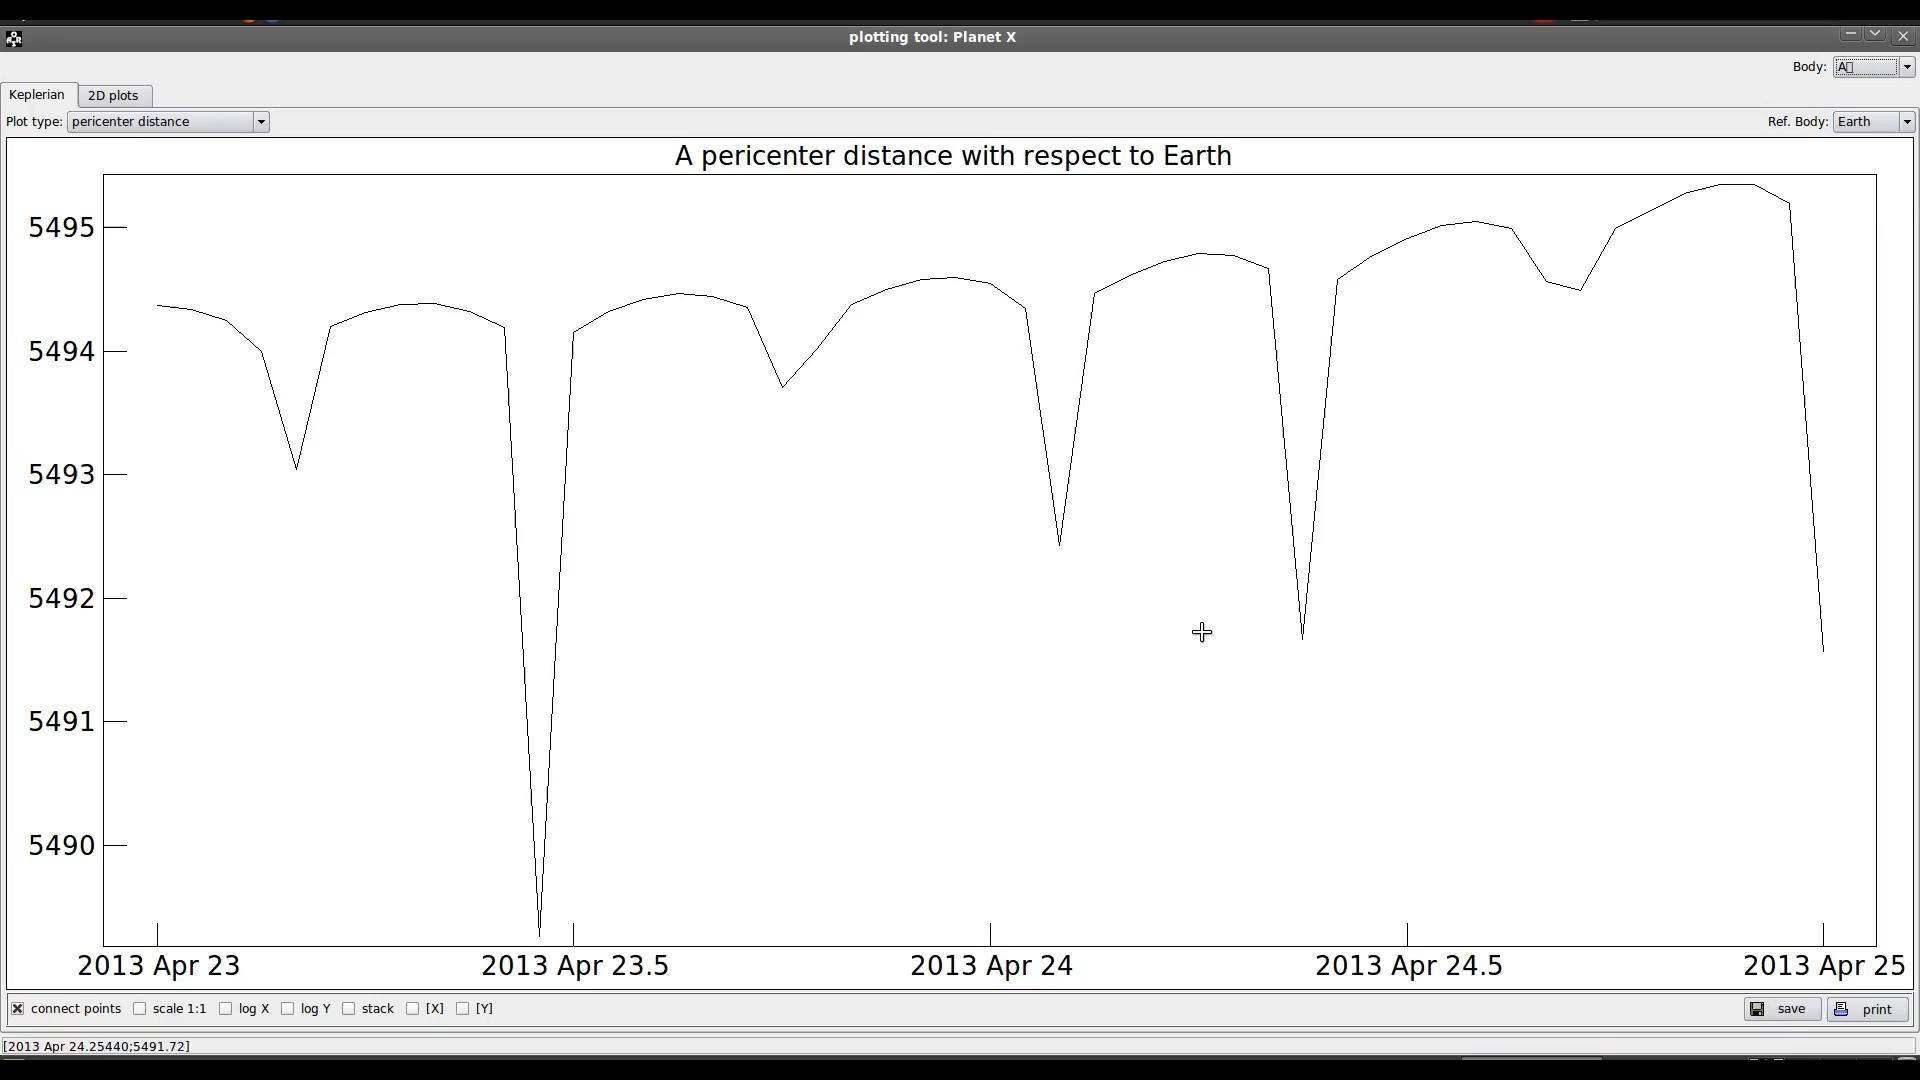 plotting tool: Planet X
Body: A
Keplerian 2D plots
Plot type: pericenter distance Ref. Body: Earth
A pericenter distance with respect to Earth
5495
5494
5493
5492
5491
5490
2013 Apr 23 2013 Apr 23.5 2013 Apr 24 2013 Apr 24.5 2013 Apr 25
connect points scale 1:1 log X log Y stack [X] [Y] save print
[2013 Apr 24.25440;5491.72]